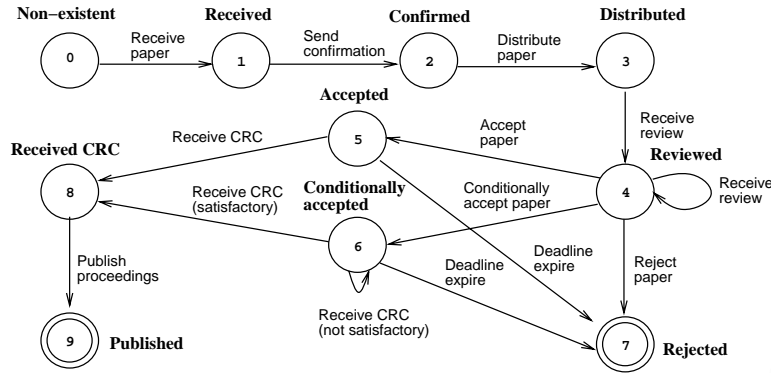 Non-existent
Received
Confirmed
Distributed
Receive
paper
Send
confirmation
Distribute
paper
0
1
2
3
Accepted
Receive CRC
Accept
paper
Receive
review
Received CRC
5
Reviewed
8
Receive CRC
(satisfactory)
Conditionally
accepted
Conditionally
accept paper
4
Receive
review
6
Publish
proceedings
Deadline
expire
Deadline
expire
Reject
paper
Receive CRC
(not satisfactory)
9
Published
7
Rejected